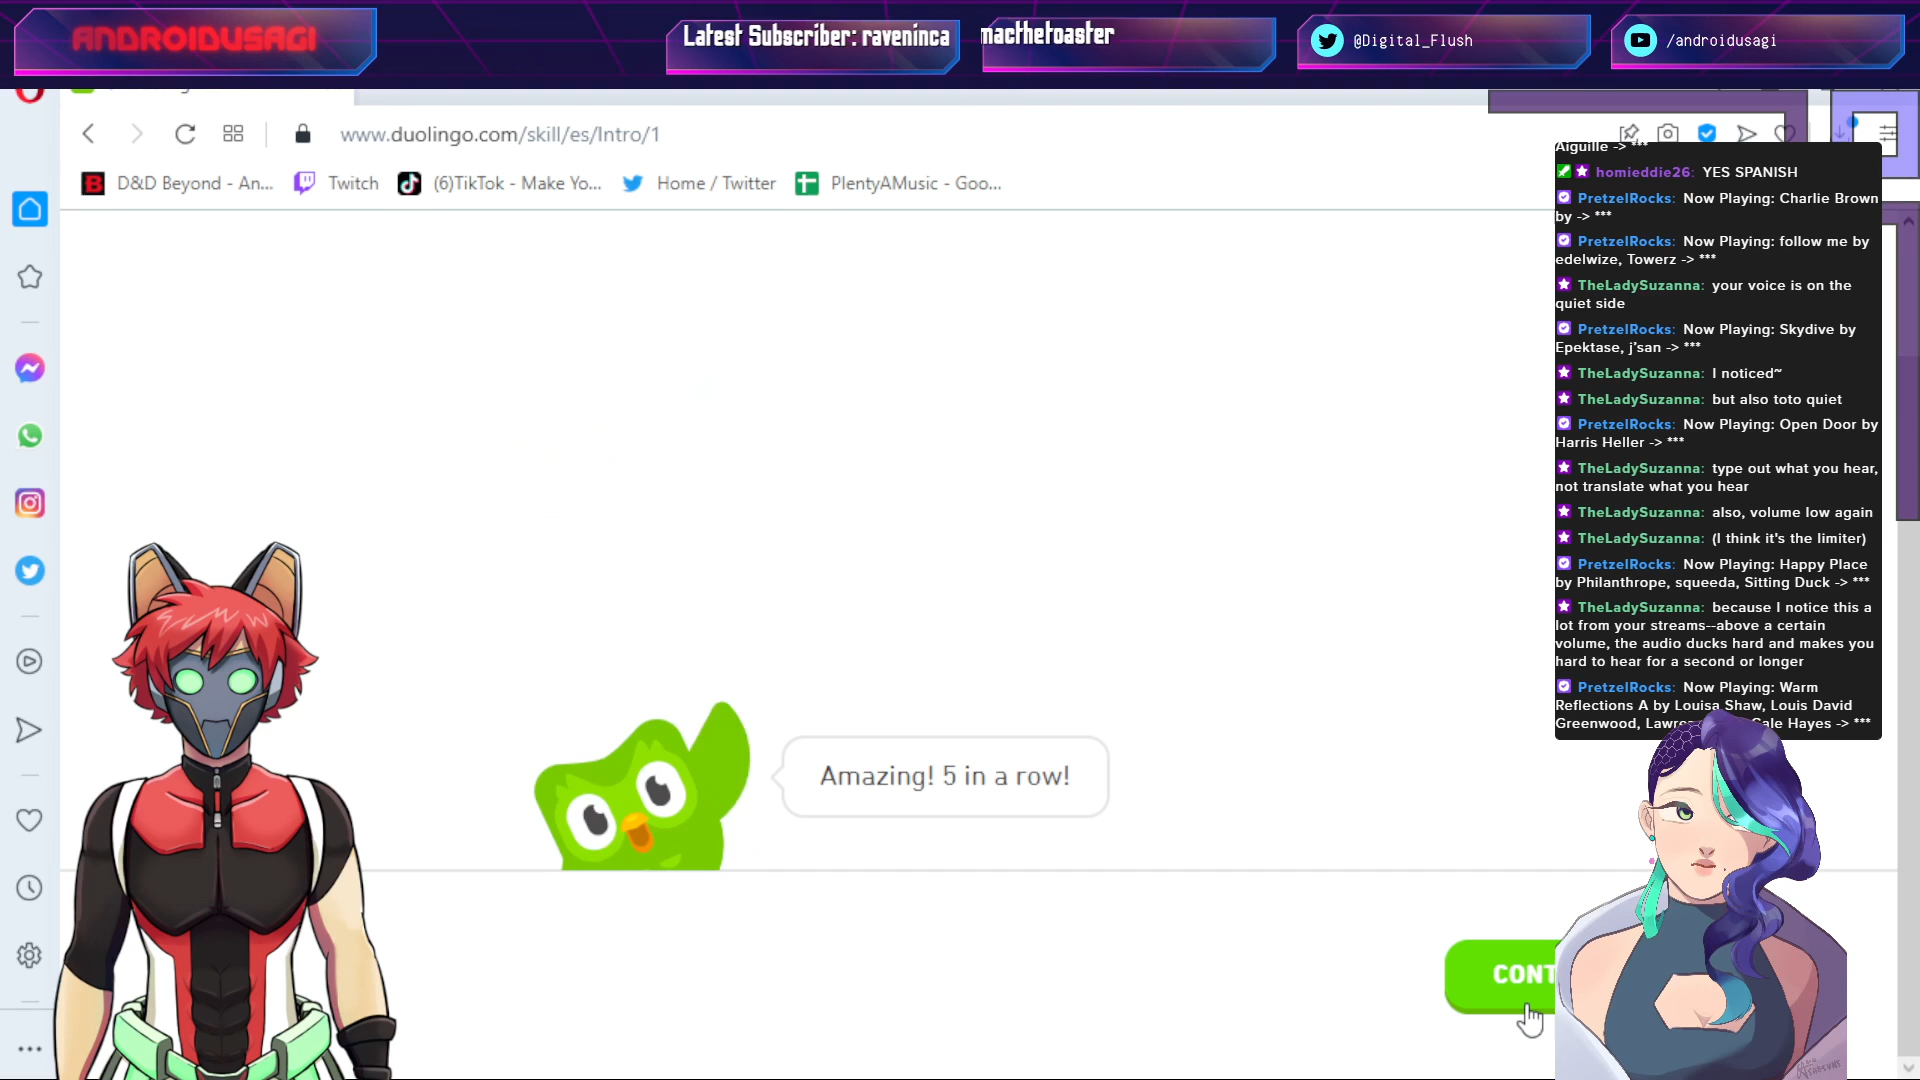 ANDROIDUSAGI
Latest Subscriber: raveninca
macthetoaster
@Digital_Flush
/androidusagi
www.duolingo.com/skill/es/Intro/1
D&D Beyond - An...
Twitch
(6)TikTok - Make Yo...
Home / Twitter
PlentyAMusic - Goo...
Aiguille -> ***
homieddie26: YES SPANISH
PretzelRocks: Now Playing: Charlie Brown
by -> ***
PretzelRocks: Now Playing: follow me by
edelwize, Towerz -> ***
TheLadySuzanna: your voice is on the
quiet side
PretzelRocks: Now Playing: Skydive by
Epektase, j'san -> ***
TheLadySuzanna: I noticed~
TheLadySuzanna: but also toto quiet
PretzelRocks: Now Playing: Open Door by
Harris Heller -> ***
TheLadySuzanna: type out what you hear,
not translate what you hear
TheLadySuzanna: also, volume low again
TheLadySuzanna: (I think it's the limiter)
PretzelRocks: Now Playing: Happy Place
by Philanthrope, squeeda, Sitting Duck -> ***
TheLadySuzanna: because I notice this a
lot from your streams--above a certain
volume, the audio ducks hard and makes you
hard to hear for a second or longer
PretzelRocks: Now Playing: Warm
Reflections A by Louisa Shaw, Louis David
Greenwood, Gale Hayes -> ***
Amazing! 5 in a row!
CONT